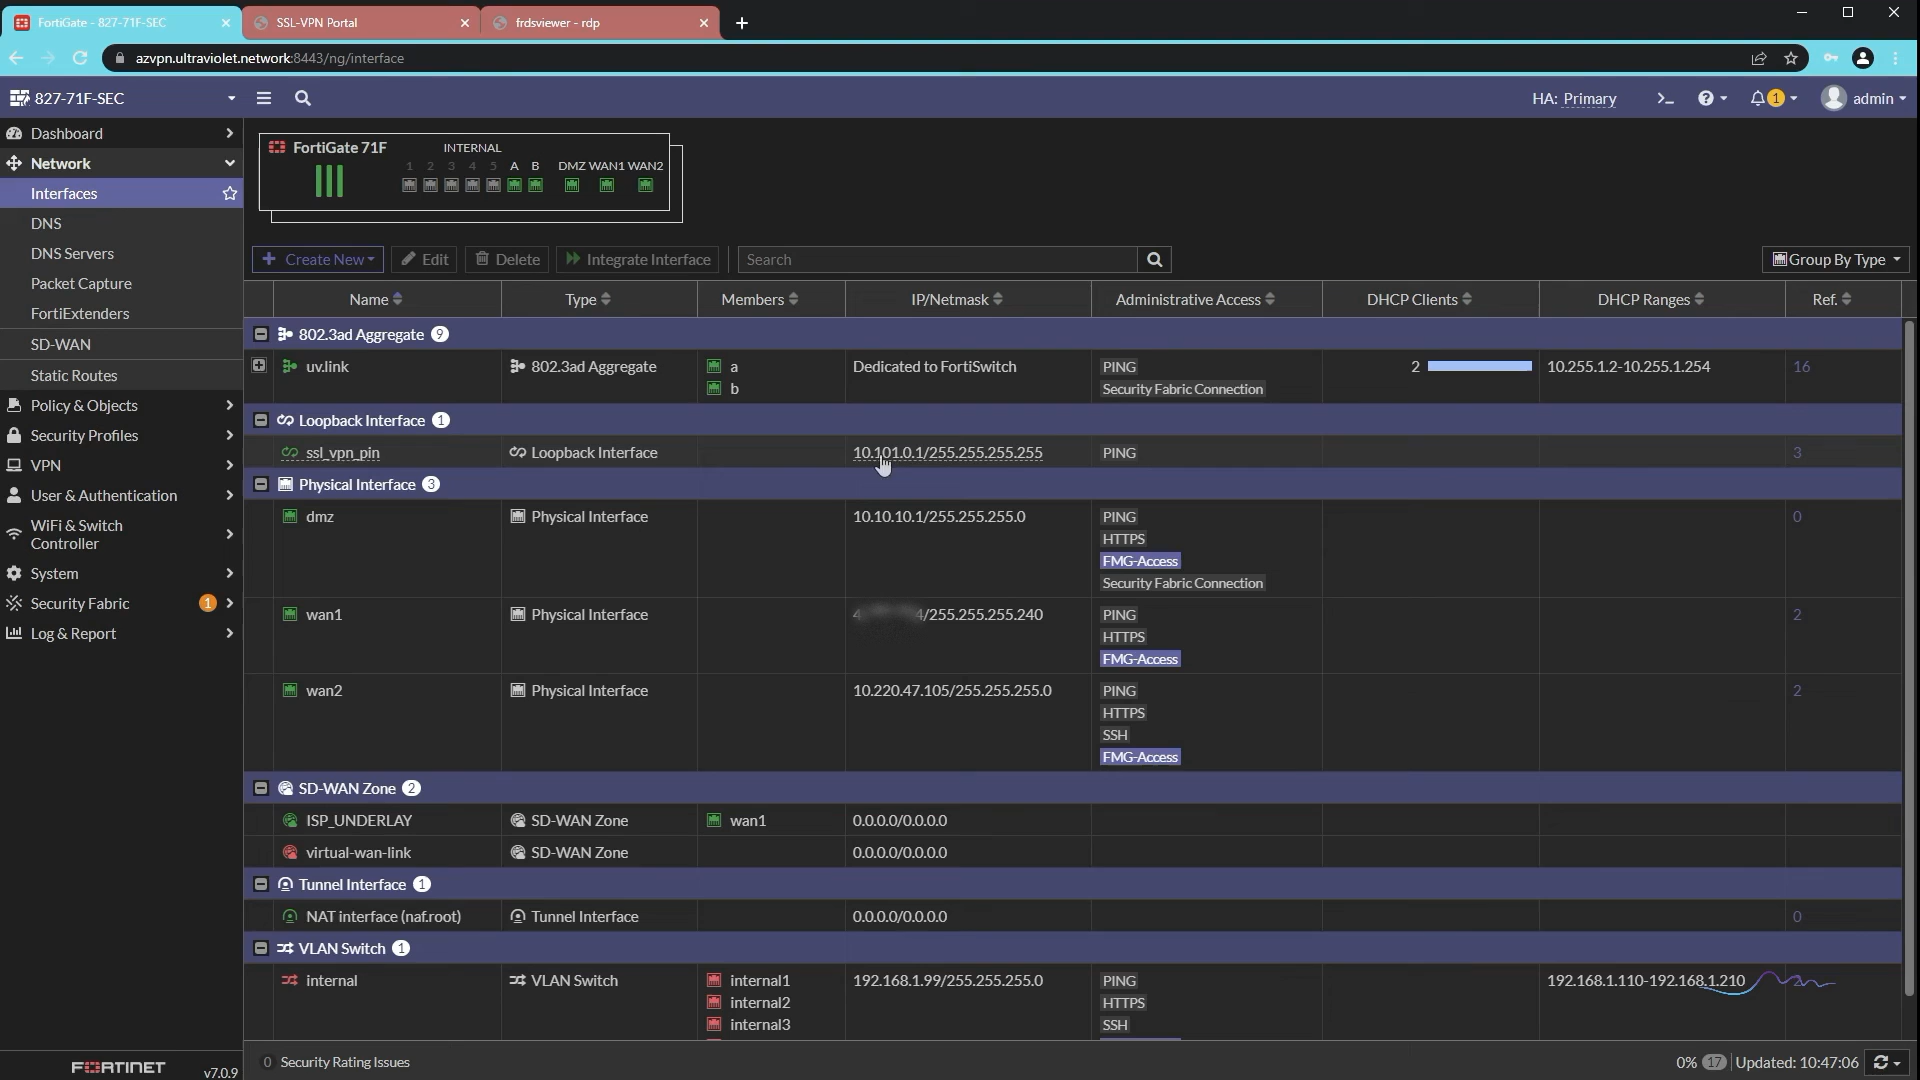 FortiGate - 827-71F-SEC
SSL-VPN Portal
frdsviewer - rdp
azvpn.ultraviolet.network:8443/ng/interface
827-71F-SEC
HA: Primary
1
admin
Dashboard
Network
Interfaces
DNS
DNS Servers
Packet Capture
FortiExtenders
SD-WAN
Static Routes
Policy & Objects
Security Profiles
VPN
User & Authentication
WiFi & Switch
Controller
System
Security Fabric 1
Log & Report
FORTINET v7.0.9
FortiGate 71F
INTERNAL
1 2 3 4 5 A B DMZ WAN1 WAN2
Create New Edit Delete Integrate Interface Search Group By Type
Name Type Members IP/Netmask Administrative Access DHCP Clients DHCP Ranges Ref.
802.3ad Aggregate 9
uv.link 802.3ad Aggregate a Dedicated to FortiSwitch PING 2 10.255.1.2-10.255.1.254 16
b Security Fabric Connection
Loopback Interface 1
ssl_vpn_pin Loopback Interface 10.101.0.1/255.255.255.255 PING 3
Physical Interface 3
dmz Physical Interface 10.10.10.1/255.255.255.0 PING 0
HTTPS
FMG-Access
Security Fabric Connection
wan1 Physical Interface 4/255.255.255.240 PING 2
HTTPS
FMG-Access
wan2 Physical Interface 10.220.47.105/255.255.255.0 PING 2
HTTPS
SSH
FMG-Access
SD-WAN Zone 2
ISP_UNDERLAY SD-WAN Zone wan1 0.0.0.0/0.0.0.0
virtual-wan-link SD-WAN Zone 0.0.0.0/0.0.0.0
Tunnel Interface 1
NAT interface (naf.root) Tunnel Interface 0.0.0.0/0.0.0.0 0
VLAN Switch 1
internal VLAN Switch internal1 192.168.1.99/255.255.255.0 PING 192.168.1.110-192.168.1.210 2
internal2 HTTPS
internal3 SSH
0 Security Rating Issues
0% 17 Updated: 10:47:06